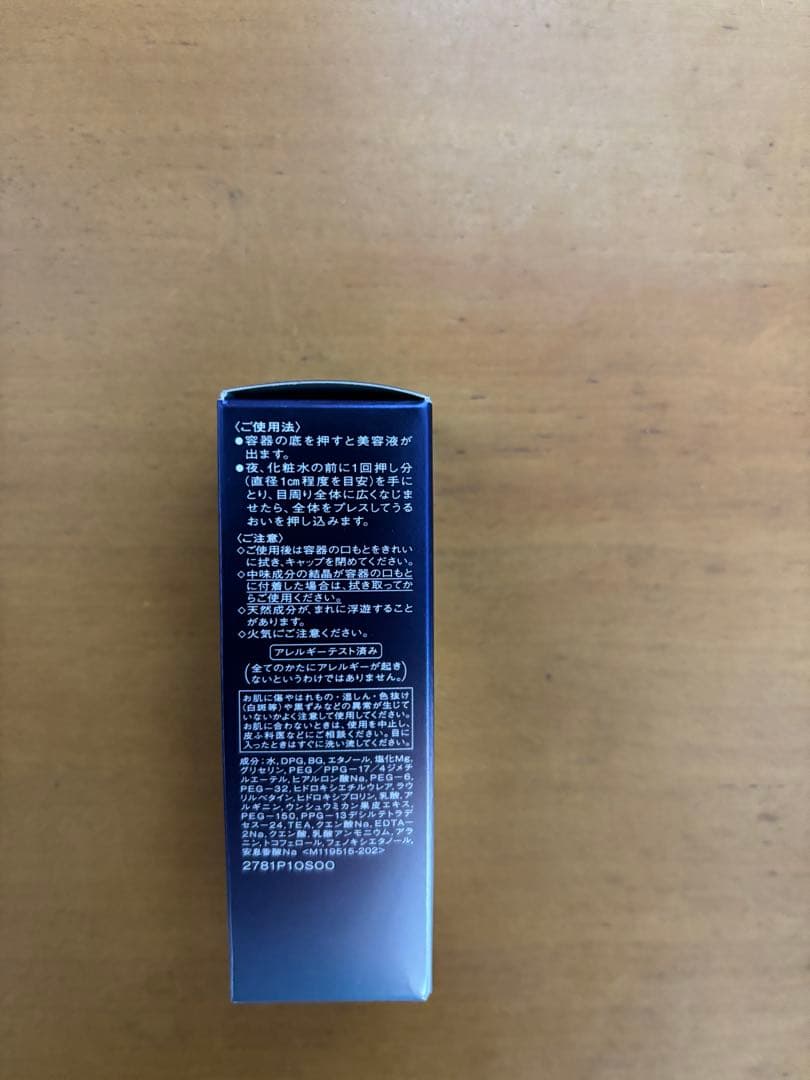 〈ご使用法〉
●容器の底を押すと美容液が
出ます。
●夜、化粧水の前に1回押し分
(直径1cm程度を目安)を手に
とり、目周り全体に広くなじま
せたら、全体をプレスしてうる
おいを押し込みます。
〈ご注意〉
◇ご使用後は容器の口もとをきれい
に拭き、キャップを閉めてください。
◇中味成分の結晶が容器の口もと
に付着した場合は、拭き取ってか
らご使用ください。
◇天然成分が、まれに浮遊すること
があります。
◇火気にご注意ください。
アレルギーテスト済み
(全てのかたにアレルギーが起き
ないというわけではありません。)
お肌に傷やはれもの・湿しん・色抜け
(白斑等)や黒ずみなどの異常が生じて
いないかよく注意して使用してください。
お肌に合わないときは、使用を中止し、
皮ふ科医などにご相談ください。目に
入ったときはすぐに洗い流してください。
成分:水,DPG,BG,エタノール,塩化Mg,
グリセリン,PEG/PPG-17/4ジメチ
ルエーテル,ヒアルロン酸Na,PEG-6,
PEG-32,ヒドロキシエチルウレア,ラウ
リルベタイン,ヒドロキシプロリン,乳酸,ア
ルギニン,ウンシュウミカン果皮エキス,
PEG-150,PPG-13デシルテトラデ
セス-24,TEA,クエン酸Na,EDTA-
2Na,クエン酸,乳酸アンモニウム,アラ
ニン,トコフェロール,フェノキシエタノール,
安息香酸Na <M119515-202>
2781P10S00